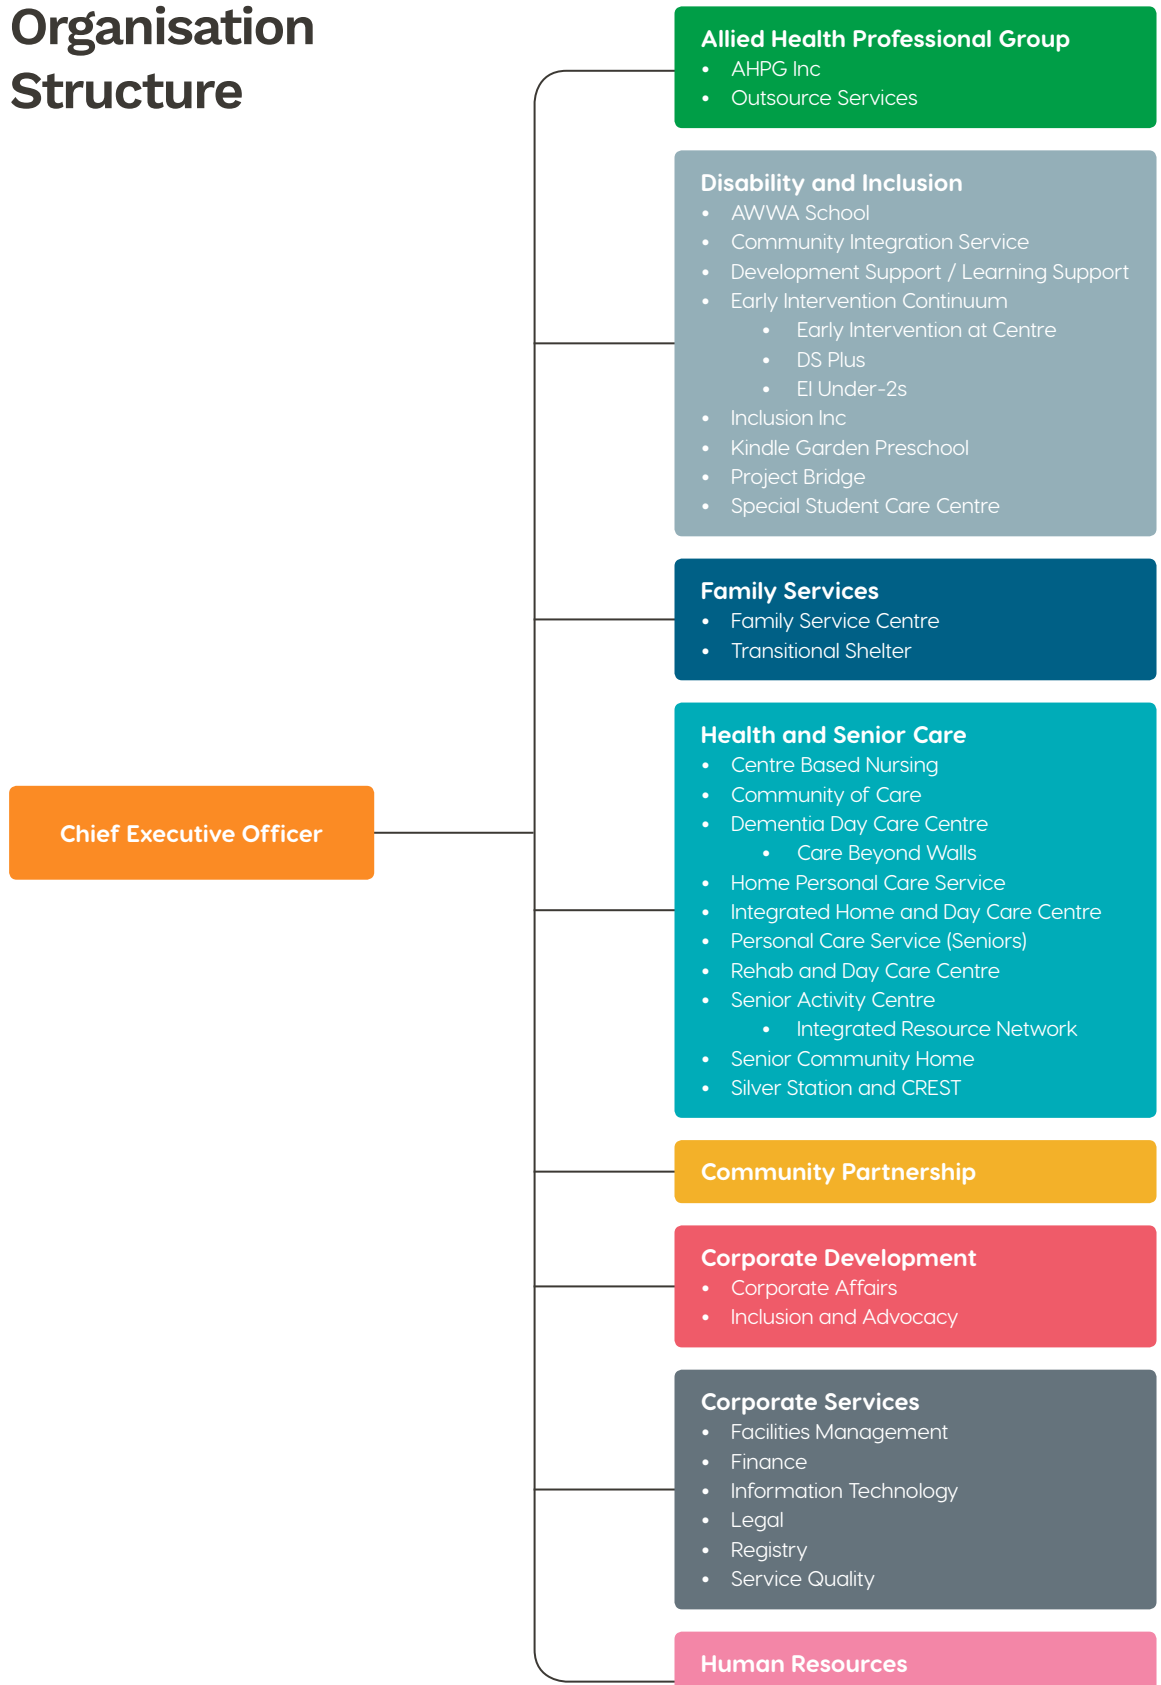 Organisation
Structure
Allied Health Professional Group
• AHPG Inc
• Outsource Services
Disability and Inclusion
• AWWA School
• Community Integration Service
• Development Support / Learning Support
• Early Intervention Continuum
• Early Intervention at Centre
• DS Plus
• EI Under-2s
• Inclusion Inc
• Kindle Garden Preschool
• Project Bridge
• Special Student Care Centre
Family Services
• Family Service Centre
• Transitional Shelter
Health and Senior Care
• Centre Based Nursing
• Community of Care
• Dementia Day Care Centre
• Care Beyond Walls
• Home Personal Care Service
• Integrated Home and Day Care Centre
• Personal Care Service (Seniors)
• Rehab and Day Care Centre
• Senior Activity Centre
• Integrated Resource Network
• Senior Community Home
• Silver Station and CREST
Chief Executive Officer
Community Partnership
Corporate Development
• Corporate Affairs
• Inclusion and Advocacy
Corporate Services
• Facilities Management
• Finance
• Information Technology
• Legal
• Registry
• Service Quality
Human Resources